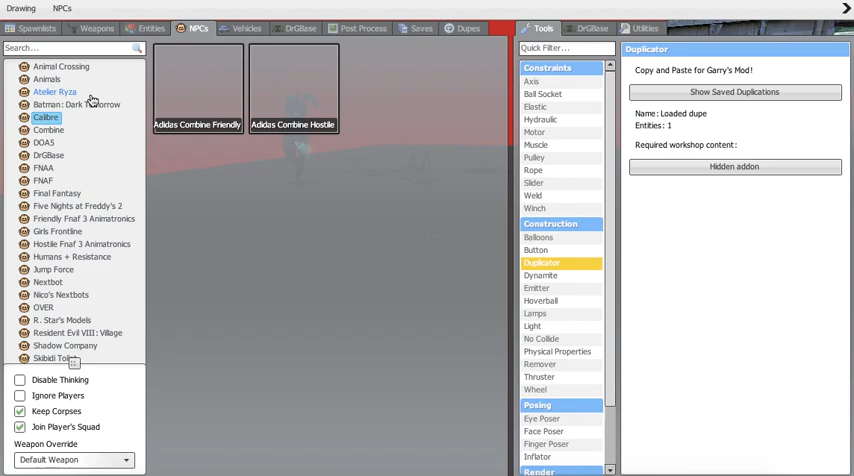 Drawing NPCs
Spawnlists Weapons Entities NPCs Vehicles DrGBase Post Process Saves Dupes Tools DrGBase Utilities
Search...
Animal Crossing
Animals
Atelier Ryza
Calibre
Combine
DOA5
DrGBase
FNAA
FNAF
Final Fantasy
Five Nights at Freddy's 2
Friendly Fnaf 3 Animatronics
Girls Frontline
Hostile Fnaf 3 Animatronics
Humans + Resistance
Jump Force
Nextbot
Nico's Nextbots
OVER
R. Star's Models
Resident Evil VIII: Village
Shadow Company
Skibidi
Disable Thinking
Ignore Players
Keep Corpses
Join Player's Squad
Weapon Override
Default Weapon
Adidas Combine Friendly
Adidas Combine Hostile
Quick Filter...
Constraints
Axis
Ball Socket
Elastic
Hydraulic
Motor
Muscle
Pulley
Rope
Slider
Weld
Winch
Construction
Balloons
Button
Duplicator
Dynamite
Emitter
Hoverball
Lamps
Light
No Collide
Physical Properties
Remover
Thruster
Wheel
Posing
Eye Poser
Face Poser
Finger Poser
Inflator
Render
Duplicator
Copy and Paste for Garry's Mod!
Show Saved Duplications
Name: Loaded dupe
Entities: 1
Required workshop content:
Hidden addon